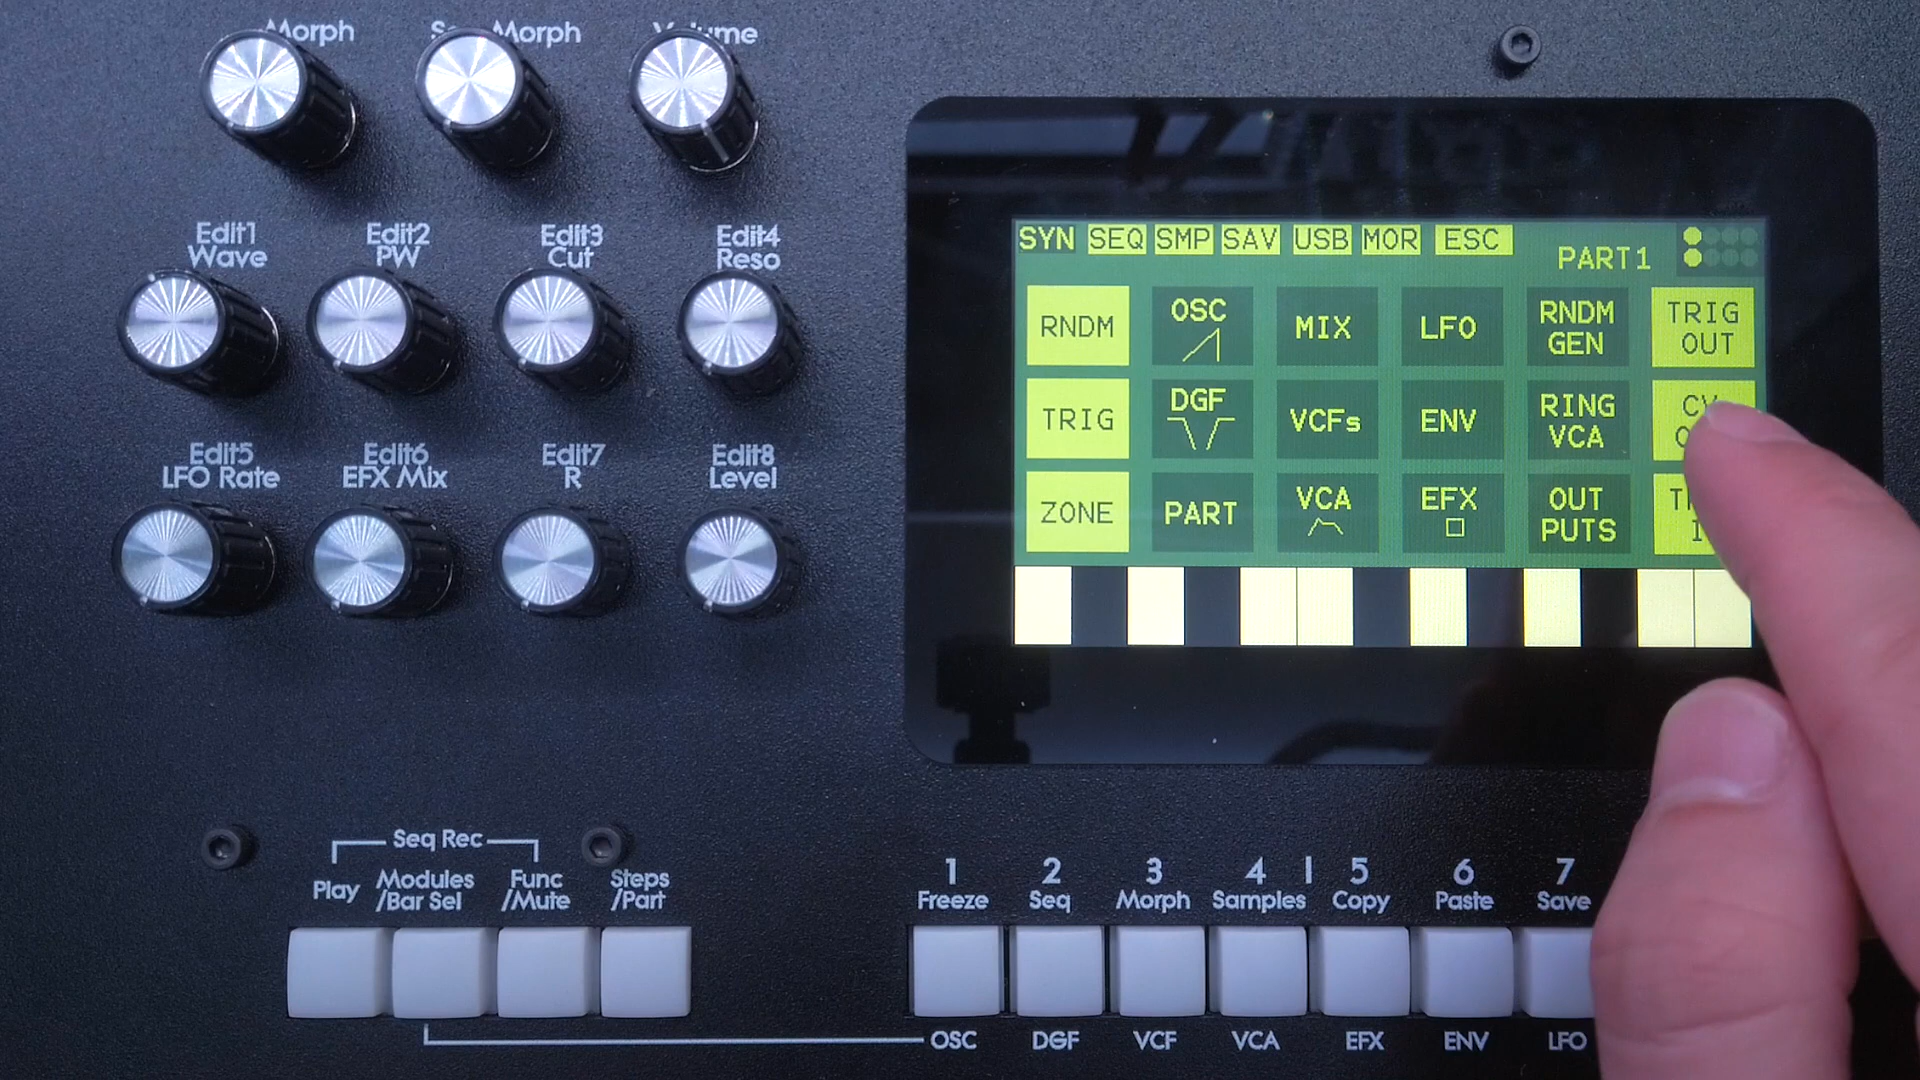 Morph
Morph
Edit1
Wave
Edit2
PW
Edit3
Cut
Edit4
Reso
Edit5
LFO Rate
Edit6
EFX Mix
Edit7
R
Edit8
Level
SYN SEQ SMP SAV USB MOR ESC
PART1
RNDM
OSC
MIX
LFO
RNDM
GEN
TRIG
OUT
TRIG
DGF
VCFs
ENV
RING
VCA
CV
ZONE
PART
VCA
EFX
OUT
PUTS
Seq Rec
Play
Modules
/Bar Sel
Func
/Mute
Steps
/Part
1 2 3 4 | 5 6 7
Freeze Seq Morph Samples Copy Paste Save
OSC DGF VCF VCA EFX ENV LFO